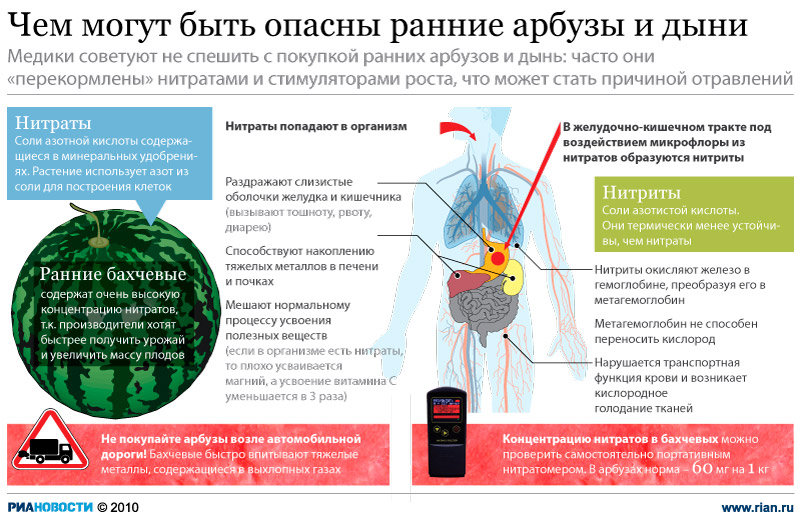 Чем могут быть опасны ранние арбузы и дыни
Медики советуют не спешить с покупкой ранних арбузов и дынь: часто они
«перекормлены» нитратами и стимуляторами роста, что может стать причиной отравлений
Нитраты
Соли азотной кислоты содержа-
щиеся в минеральных удобрени-
ях. Растение использует азот из
соли для построения клеток
Ранние бахчевые
содержат очень высокую
концентрацию нитратов,
т.к. производители хотят
быстрее получить урожай
и увеличить массу плодов
Нитраты попадают в организм
Раздражают слизистые
оболочки желудка и кишечника
(вызывают тошноту, рвоту,
диарею)
Способствуют накоплению
тяжелых металлов в печени
и почках
Мешают нормальному
процессу усвоения
полезных веществ
(если в организме есть нитраты,
то плохо усваивается
магний, а усвоение витамина С
уменьшается в 3 раза)
В желудочно-кишечном тракте под
воздействием микрофлоры из
нитратов образуются нитриты
Нитриты
Соли азотистой кислоты.
Они термически менее устойчи-
вы, чем нитраты
Нитриты окисляют железо в
гемоглобине, преобразуя его в
метагемоглобин
Метагемоглобин не способен
переносить кислород
Нарушается транспортная
функция крови и возникает
кислородное
голодание тканей
Не покупайте арбузы возле автомобильной
дороги! Бахчевые быстро впитывают тяжелые
металлы, содержащиеся в выхлопных газах
Концентрацию нитратов в бахчевых можно
проверить самостоятельно портативным
нитратомером. В арбузах норма – 60 мг на 1 кг
РИАНОВОСТИ © 2010
www.rian.ru